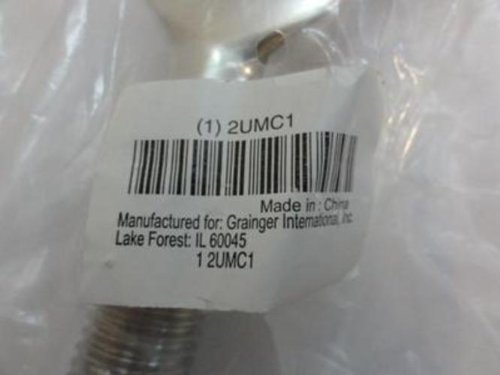 (1) 2UMC1
Made in: China
Manufactured for: Grainger International, Inc.
Lake Forest: IL 60045
1 2UMC1